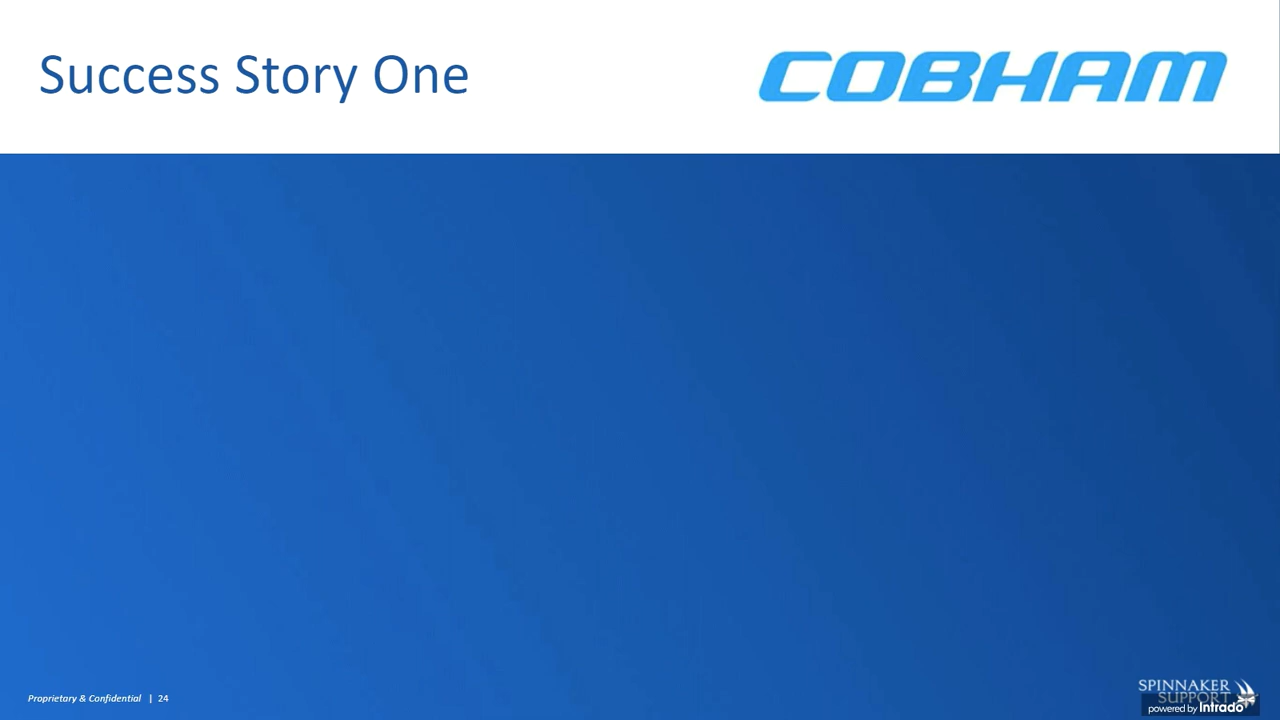 Success Story One
COBHAM
Proprietary & Confidential | 24
SPINNAKER
SUPPORT
powered by intrado